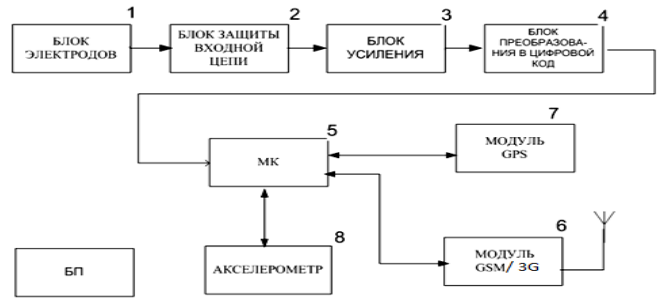 1
БЛОК
ЭЛЕКТРОДОВ
2
БЛОК ЗАЩИТЫ
ВХОДНОЙ
ЦЕПИ
3
БЛОК
УСИЛЕНИЯ
4
БЛОК
ПРЕОБРАЗОВА-
НИЯ В ЦИФРОВОЙ
КОД
5
МК
7
МОДУЛЬ
GPS
БП
8
АКСЕЛЕРОМЕТР
6
МОДУЛЬ
GSM/ 3G